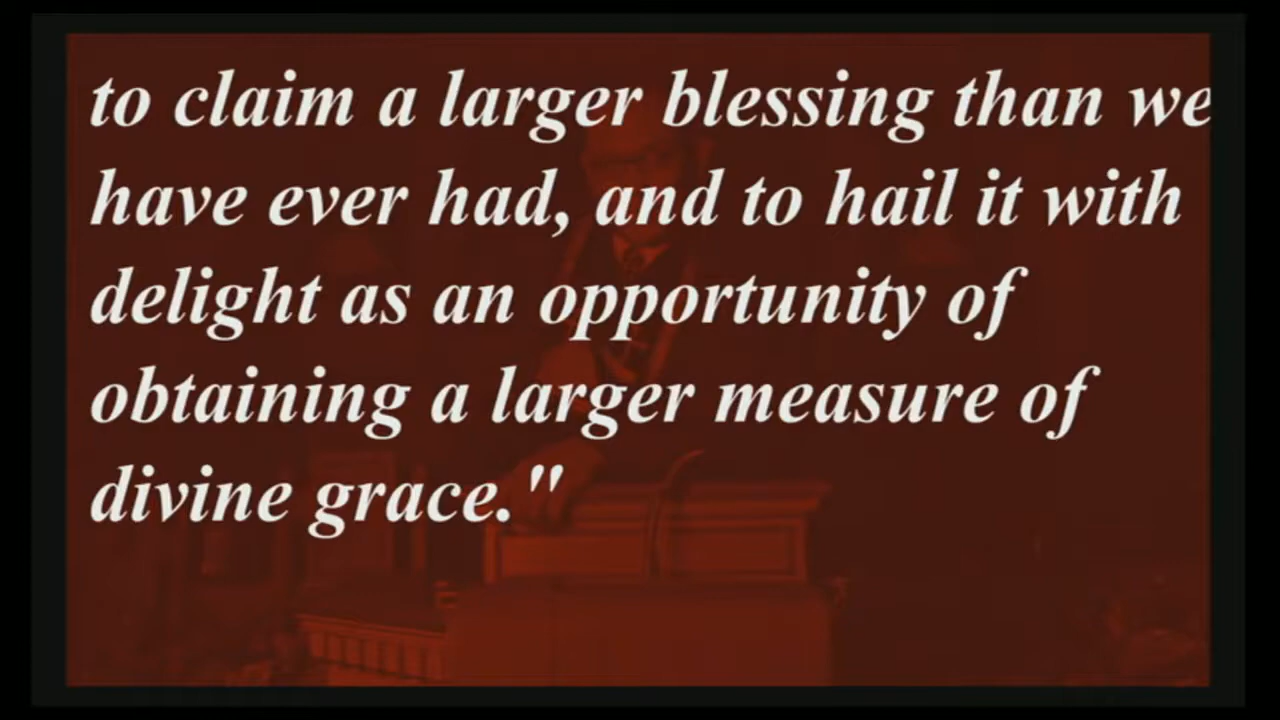 to claim a larger blessing than we
have ever had, and to hail it with
delight as an opportunity of
obtaining a larger measure of
divine grace."